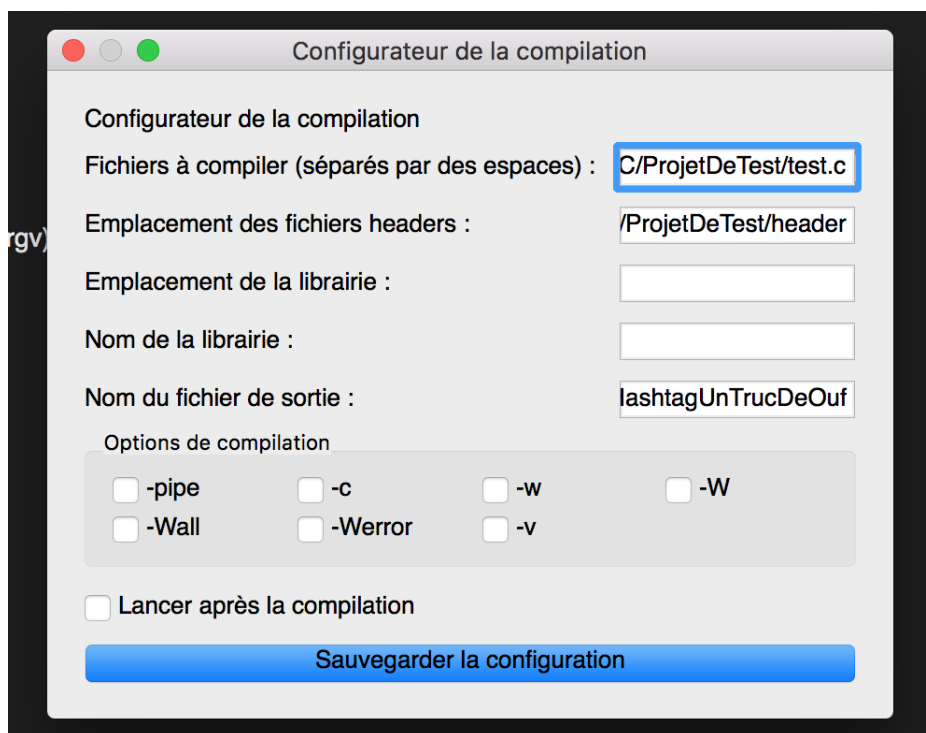 Configurateur de la compilation
Configurateur de la compilation
Fichiers à compiler (séparés par des espaces) : C/ProjetDeTest/test.c
Emplacement des fichiers headers : /ProjetDeTest/header
rgv)
Emplacement de la librairie :
Nom de la librairie :
Nom du fichier de sortie : lashtagUnTrucDeOuf
Options de compilation
-pipe -c -w -W
-Wall -Werror -v
Lancer après la compilation
Sauvegarder la configuration